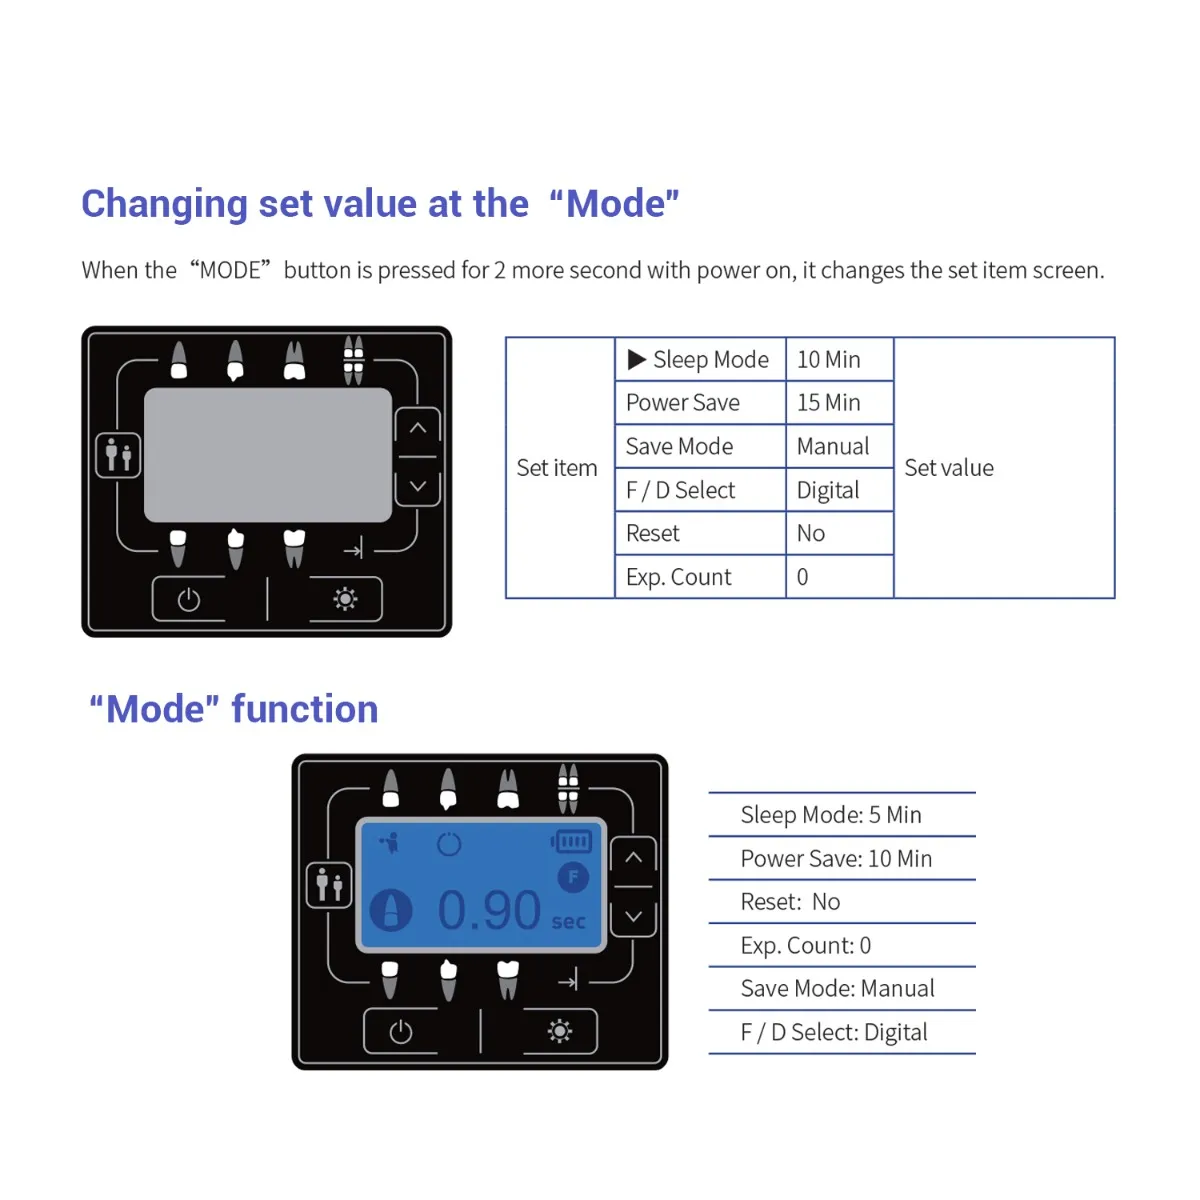 Changing set value at the “Mode”
When the “MODE” button is pressed for 2 more second with power on, it changes the set item screen.
Set item
▶ Sleep Mode 10 Min
Power Save 15 Min
Save Mode Manual
F / D Select Digital
Reset No
Exp. Count 0
Set value
“Mode” function
F
0.90 sec
Sleep Mode: 5 Min
Power Save: 10 Min
Reset: No
Exp. Count: 0
Save Mode: Manual
F / D Select: Digital